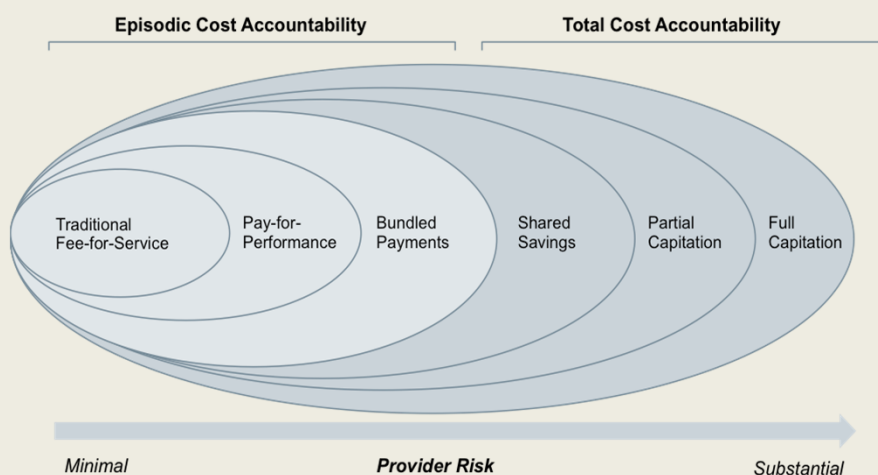 Episodic Cost Accountability
Total Cost Accountability
Traditional
Fee-for-Service
Pay-for-
Performance
Bundled
Payments
Shared
Savings
Partial
Capitation
Full
Capitation
Minimal
Provider Risk
Substantial